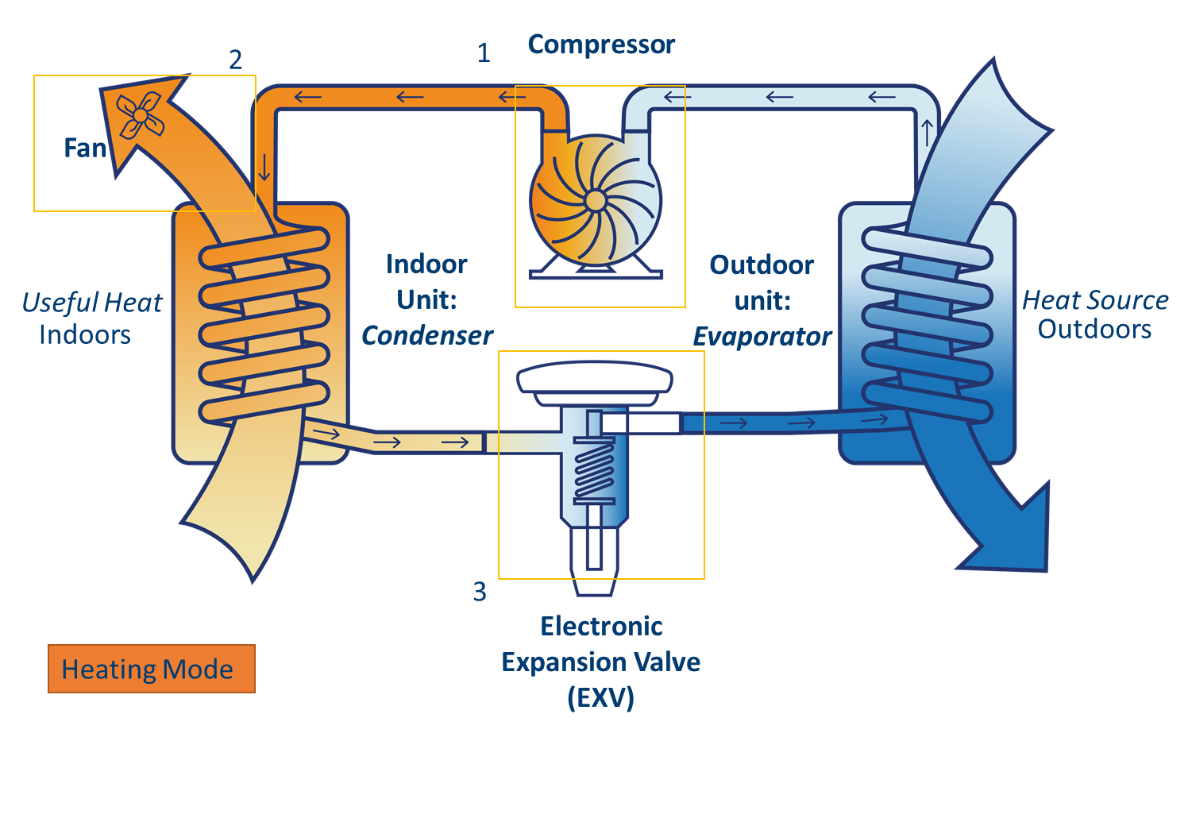 Compressor
1
2
Fan
Indoor
Unit:
Condenser
Outdoor
unit:
Evaporator
Useful Heat
Indoors
Heat Source
Outdoors
3
Electronic
Expansion Valve
(EXV)
Heating Mode